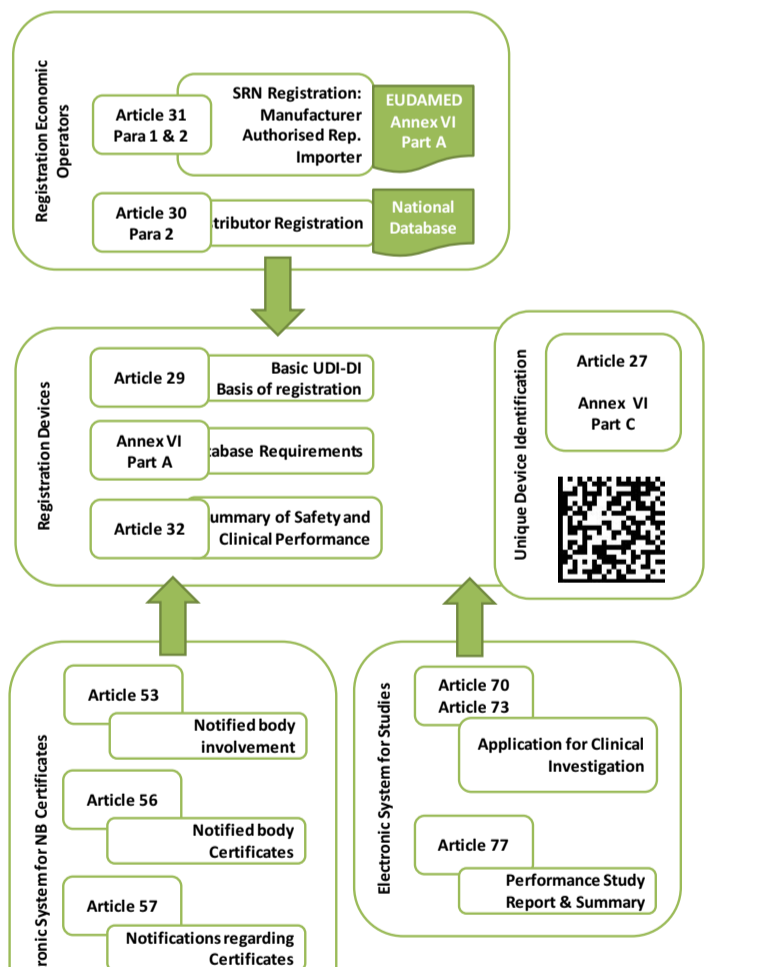 Registration Economic
Operators
Article 31
Para 1 & 2
SRN Registration:
Manufacturer
Authorised Rep.
Importer
EUDAMED
Annex VI
Part A
Article 30
Para 2
tributor Registration
National
Database
Registration Devices
Article 29
Basic UDI-DI
Basis of registration
Annex VI
Part A
abase Requirements
Article 32
ummary of Safety and
Clinical Performance
Unique Device Identification
Article 27
Annex VI
Part C
ronic System for NB Certificates
Article 53
Notified body
involvement
Article 56
Notified body
Certificates
Article 57
Notifications regarding
Certificates
Electronic System for Studies
Article 70
Article 73
Application for Clinical
Investigation
Article 77
Performance Study
Report & Summary